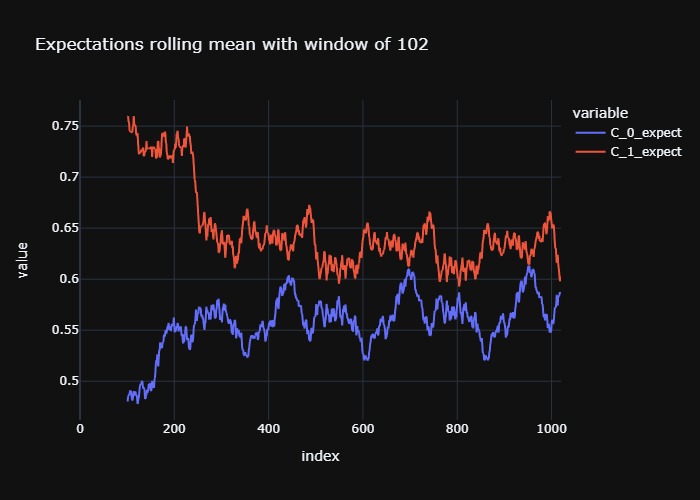 Expectations rolling mean with window of 102
variable
C_0_expect
C_1_expect
0.75
0.7
0.65
0.6
0.55
0.5
value
0 200 400 600 800 1000
index